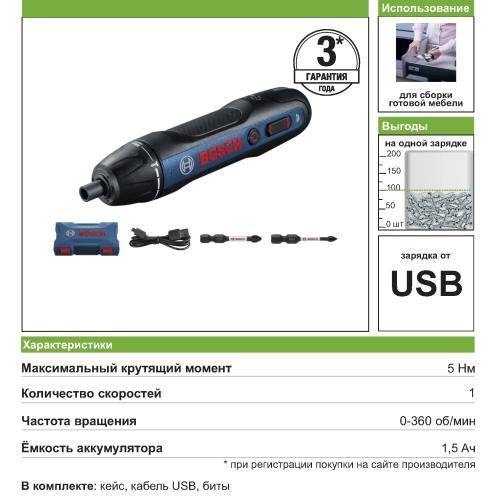 Использование
3*
ГАРАНТИЯ
ГОДА
для сборки
готовой мебели
Выгоды
на одной зарядке
200
150
100
50
0 шт
BOSCH
BOSCH
зарядка от
USB
Характеристики
Максимальный крутящий момент 5 Нм
Количество скоростей 1
Частота вращения 0-360 об/мин
Ёмкость аккумулятора 1,5 Ач
* при регистрации покупки на сайте производителя
В комплекте: кейс, кабель USB, биты